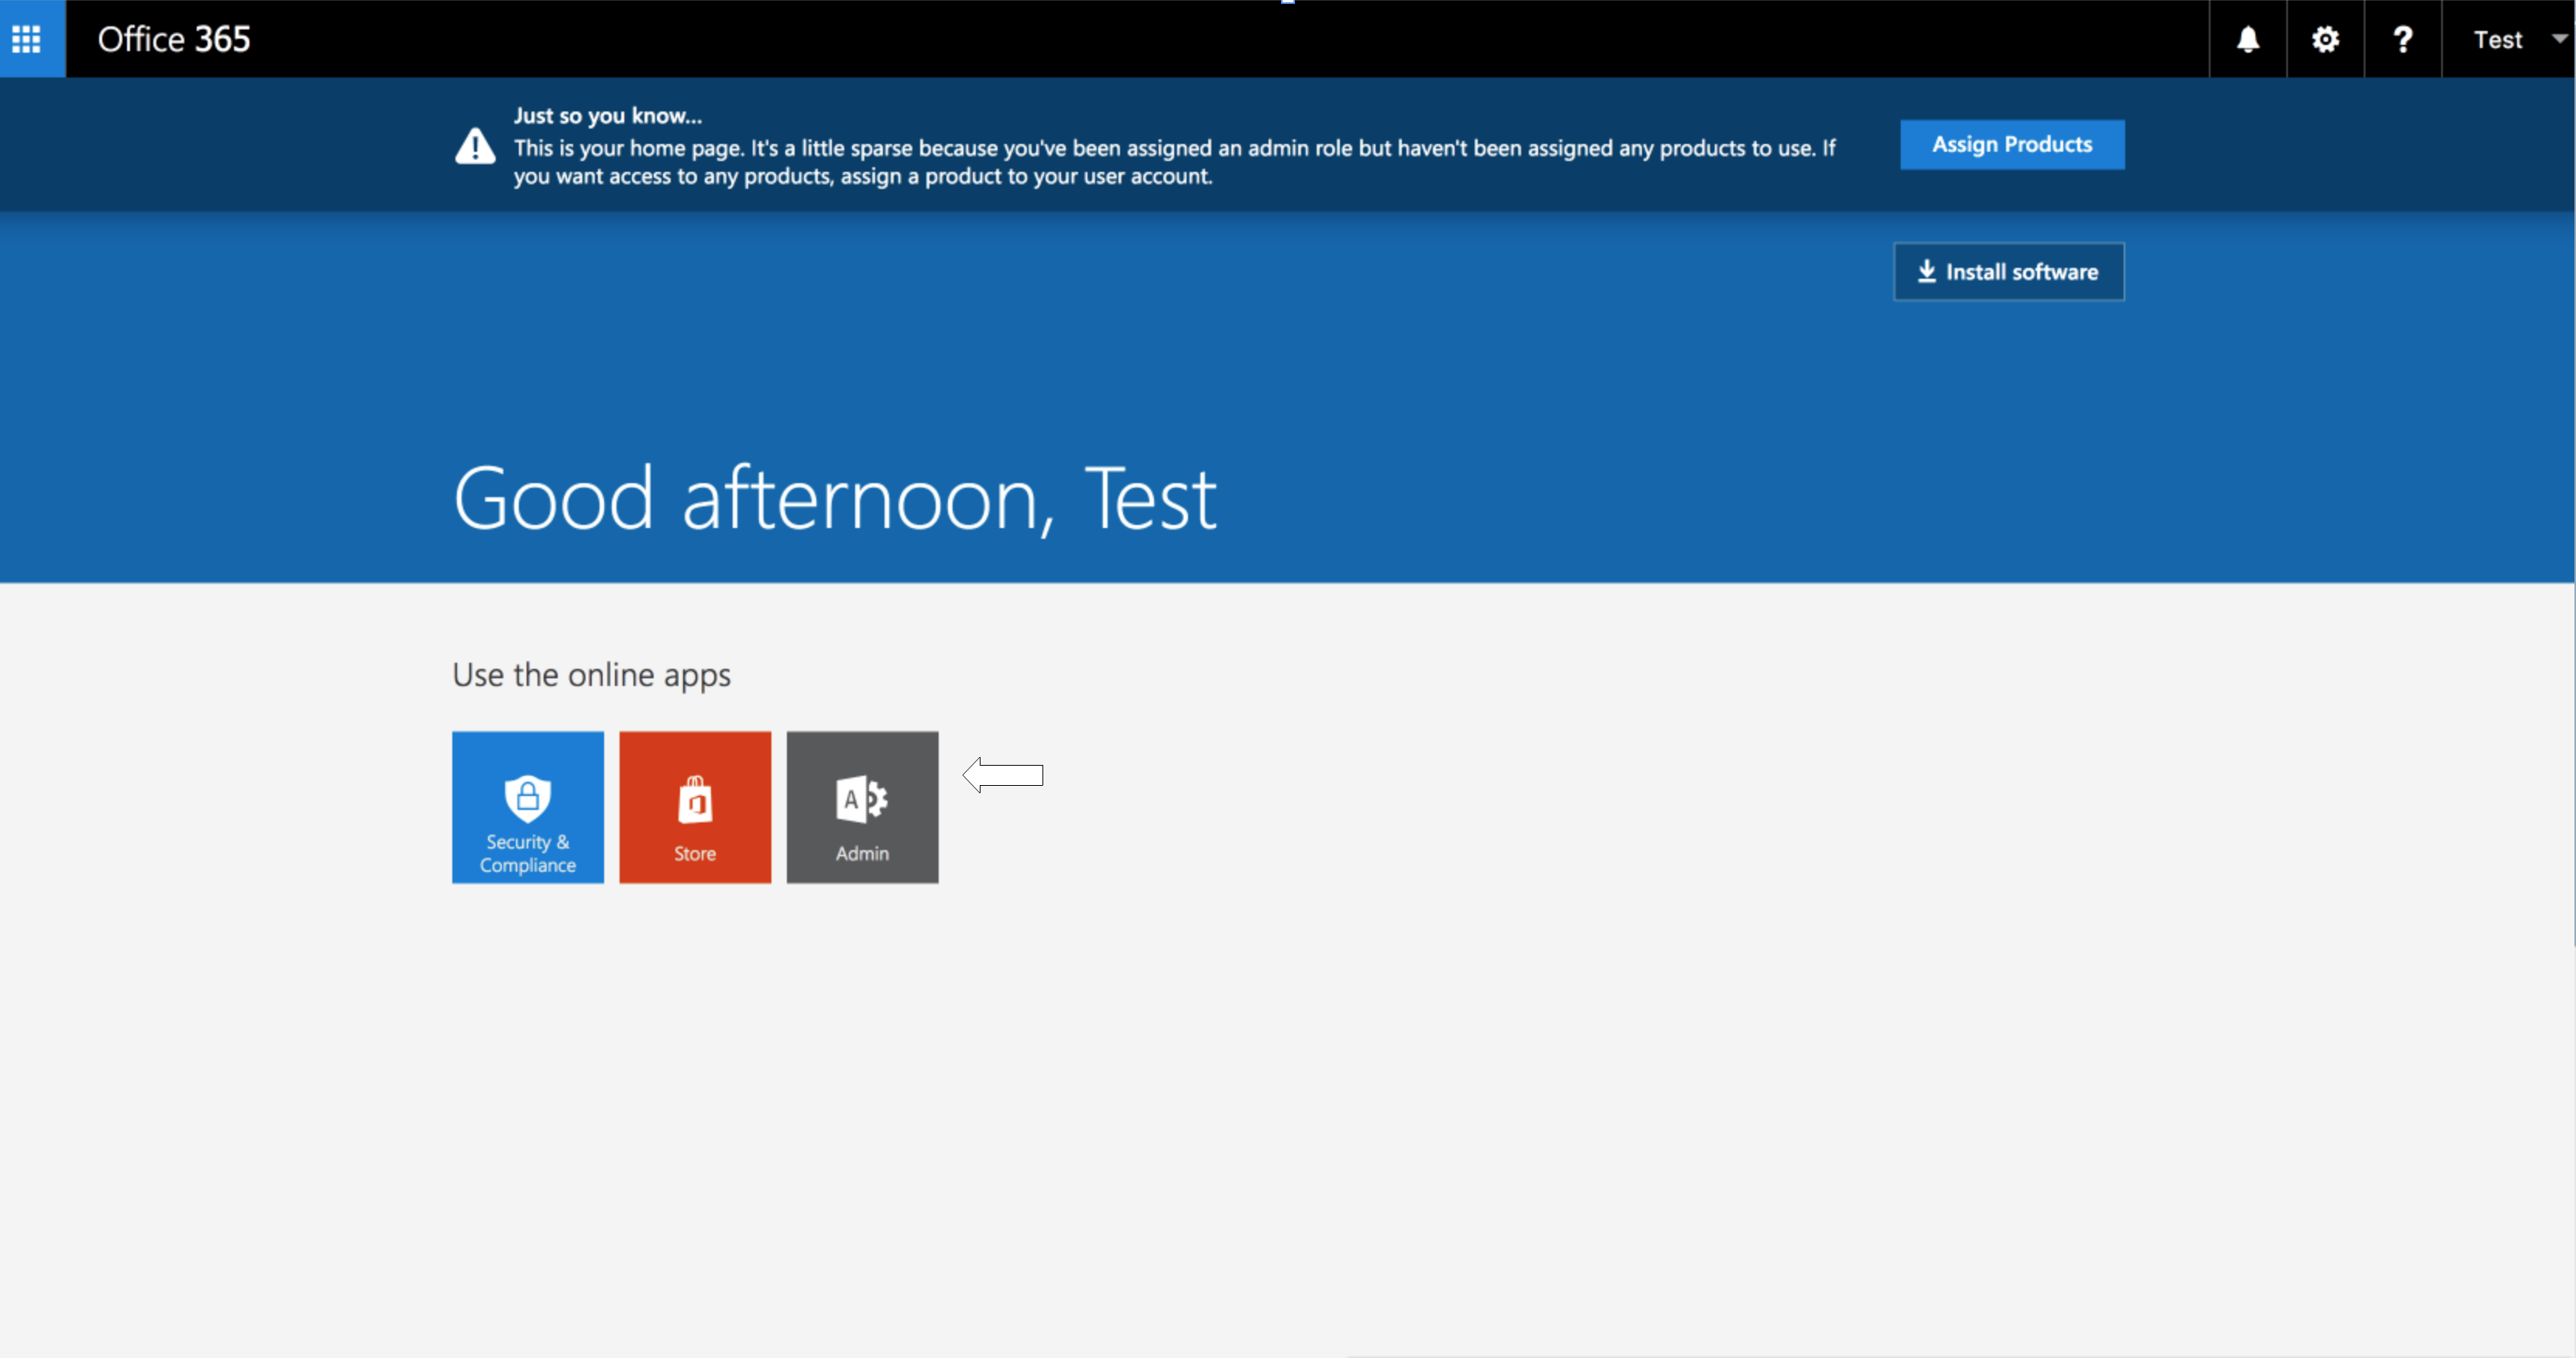 Office 365
Test
Just so you know...
This is your home page. It's a little sparse because you've been assigned an admin role but haven't been assigned any products to use. If
you want access to any products, assign a product to your user account.
Assign Products
Install software
Good afternoon, Test
Use the online apps
Security &
Compliance
Store
A
Admin